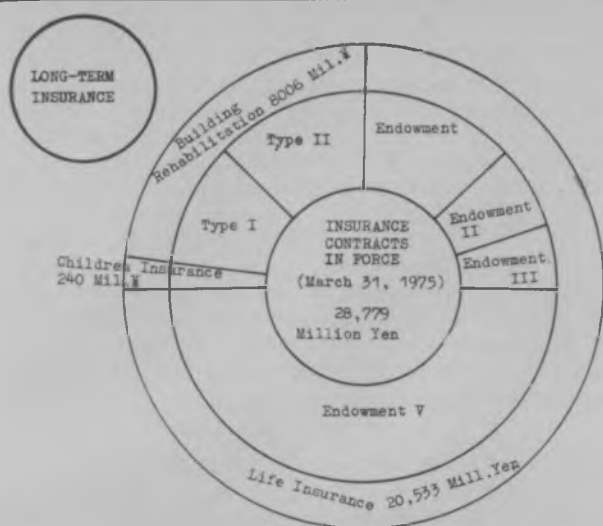 LONG-TERM
INSURANCE
Building
Rehabilitation 8006 Mil.¥
Type II
Endowment
Type I
Endowment
II
Endowment
III
Children Insurance
240 Mil.¥
INSURANCE
CONTRACTS
IN FORCE
(March 31, 1975)
28,779
Million Yen
Endowment V
Life Insurance 20,533 Mill.Yen